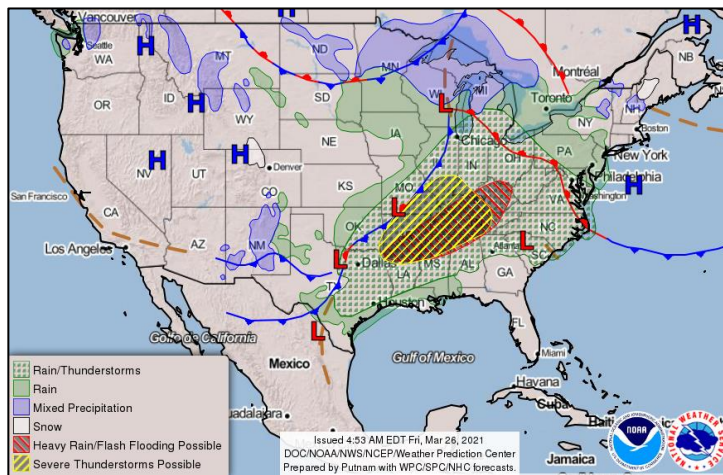 Vancouver
Seattle
WA
H
MT
ND
MN
H
Montréal
NB
OR
ID
H
WY
SD
WI
L
MI
Toronto
NY
NH
Boston
NE
IA
Chicago
IN
OH
PA
New York
Philadelphia
Washington
H
San Francisco
NV
H
UT
H
Denver
CO
KS
MO
L
VA
CA
Los Angeles
AZ
NM
OK
L
Dallas
TX
LA
MS
AL
Atlanta
L
NC
SC
GA
Houston
L
FL
Miami
Golfo de California
Mexico
Gulf of Mexico
Havana
Cuba
Jamaica
Rain/Thunderstorms
Rain
Mixed Precipitation
Snow
Heavy Rain/Flash Flooding Possible
Severe Thunderstorms Possible
Issued 4:53 AM EDT Fri, Mar 26, 2021
DOC/NOAA/NWS/NCEP/Weather Prediction Center
Prepared by Putnam with WPC/SPC/NHC forecasts.
NOAA